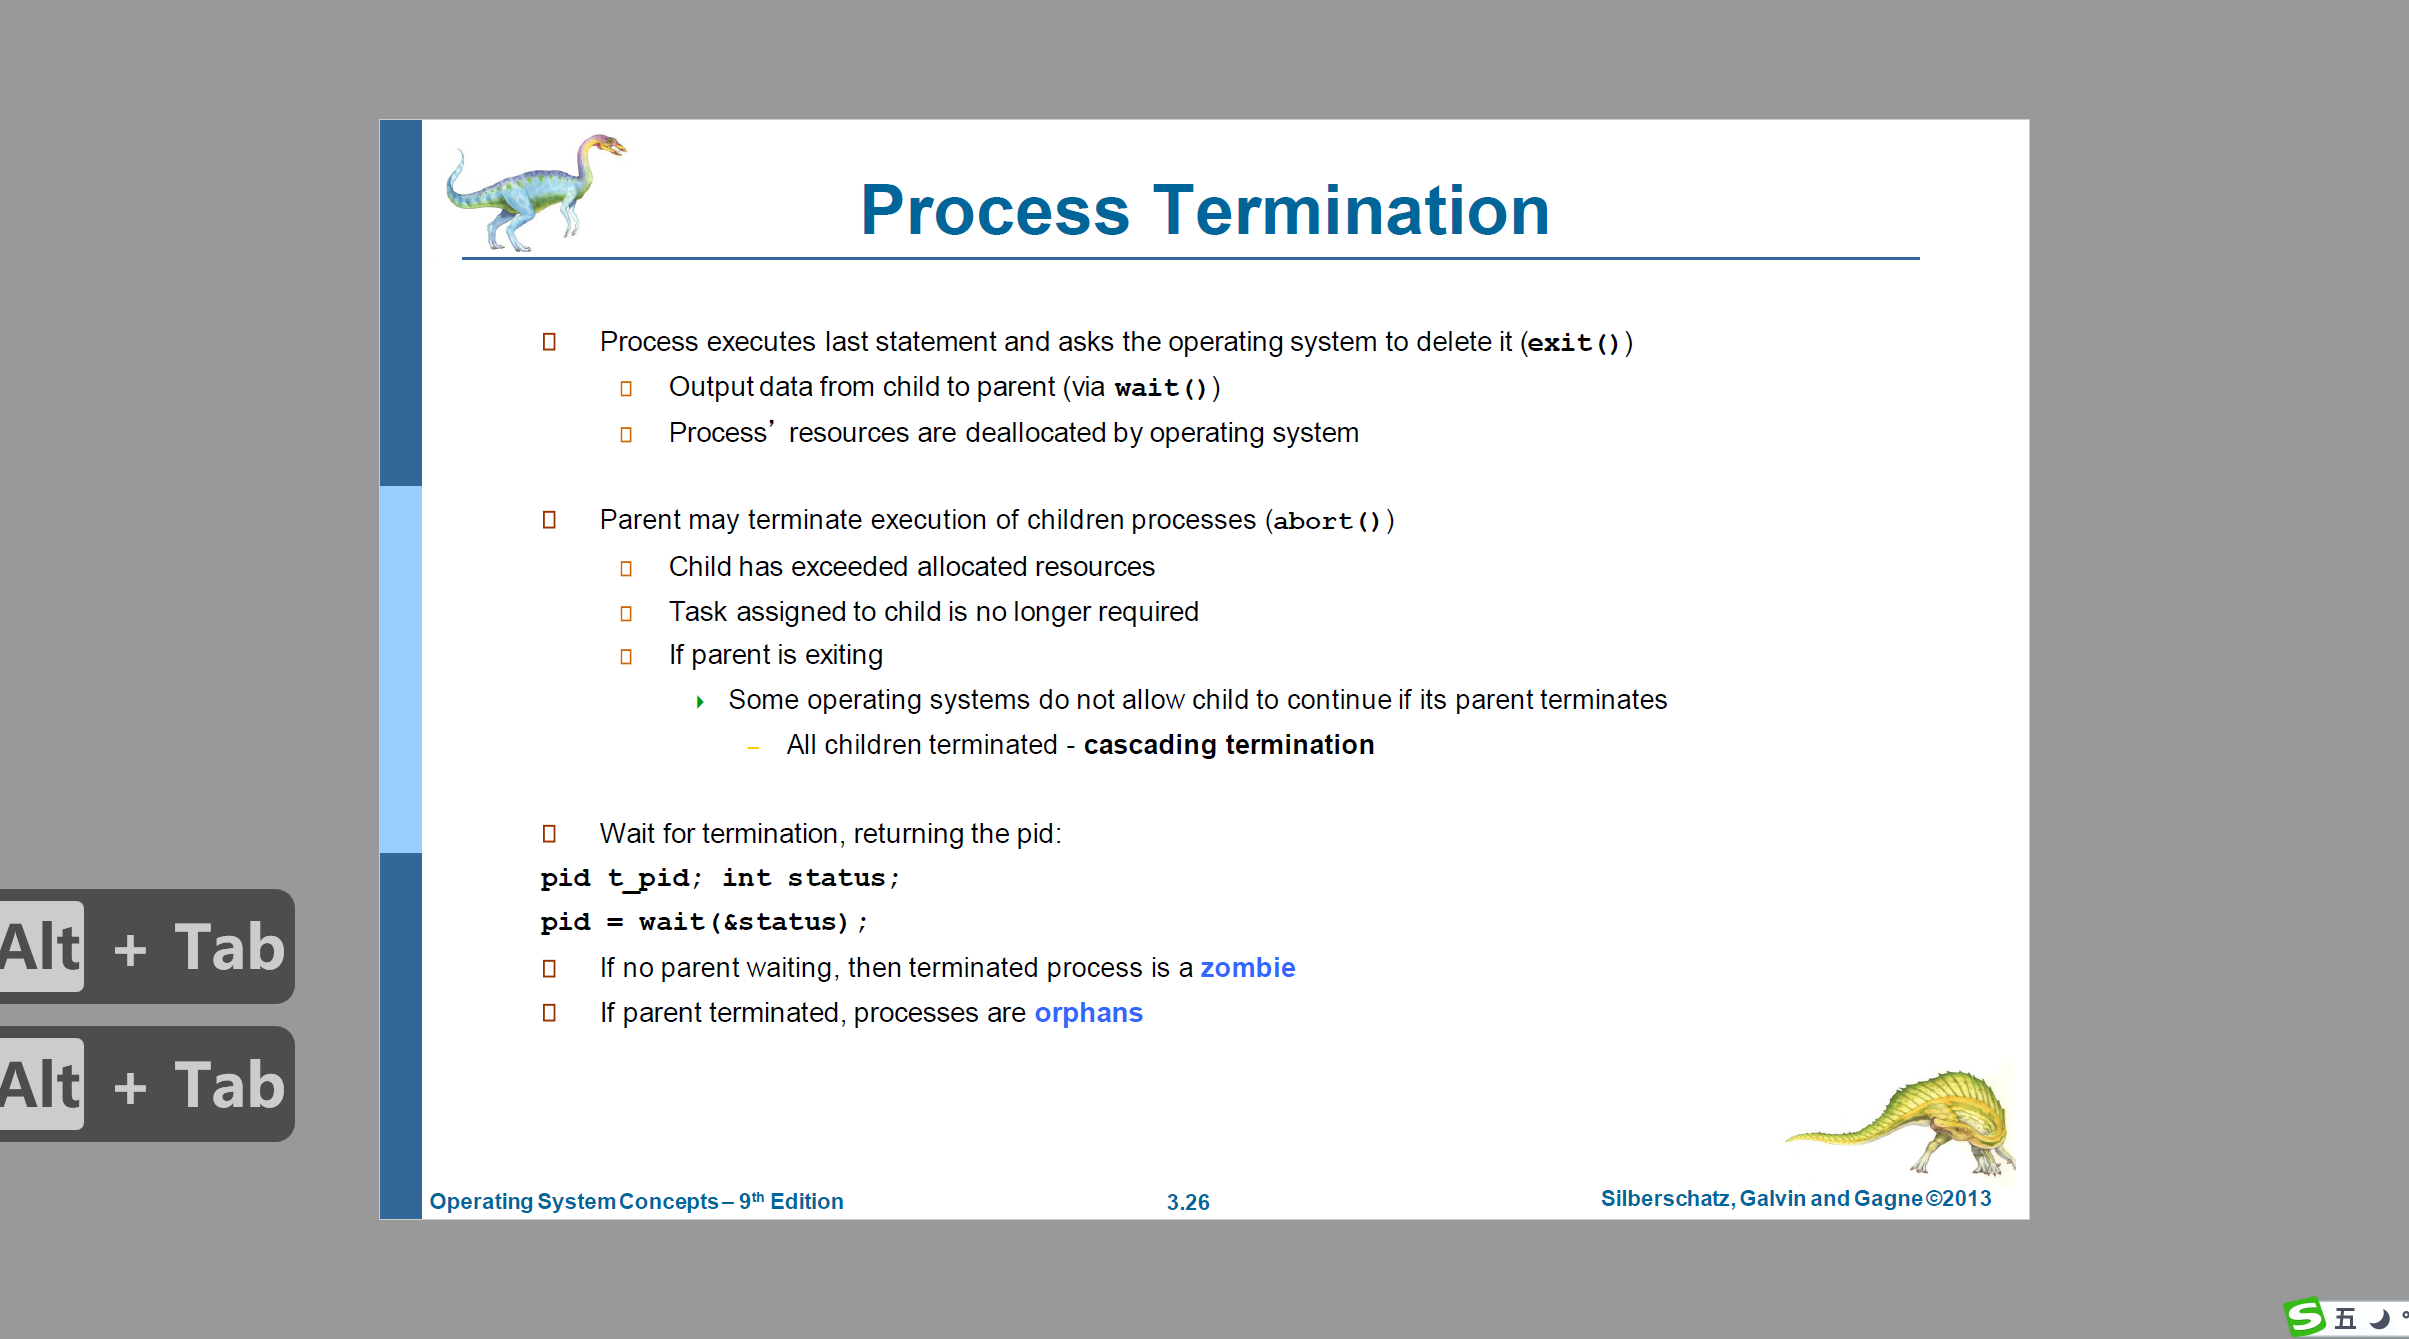 Process Termination
Process executes last statement and asks the operating system to delete it (exit())
Output data from child to parent (via wait())
Process’ resources are deallocated by operating system
Parent may terminate execution of children processes (abort())
Child has exceeded allocated resources
Task assigned to child is no longer required
If parent is exiting
Some operating systems do not allow child to continue if its parent terminates
– All children terminated - cascading termination
Wait for termination, returning the pid:
pid t_pid; int status;
pid = wait(&status);
If no parent waiting, then terminated process is a zombie
If parent terminated, processes are orphans
Operating System Concepts – 9th Edition
3.26
Silberschatz, Galvin and Gagne ©2013
Alt + Tab
Alt + Tab
S 五